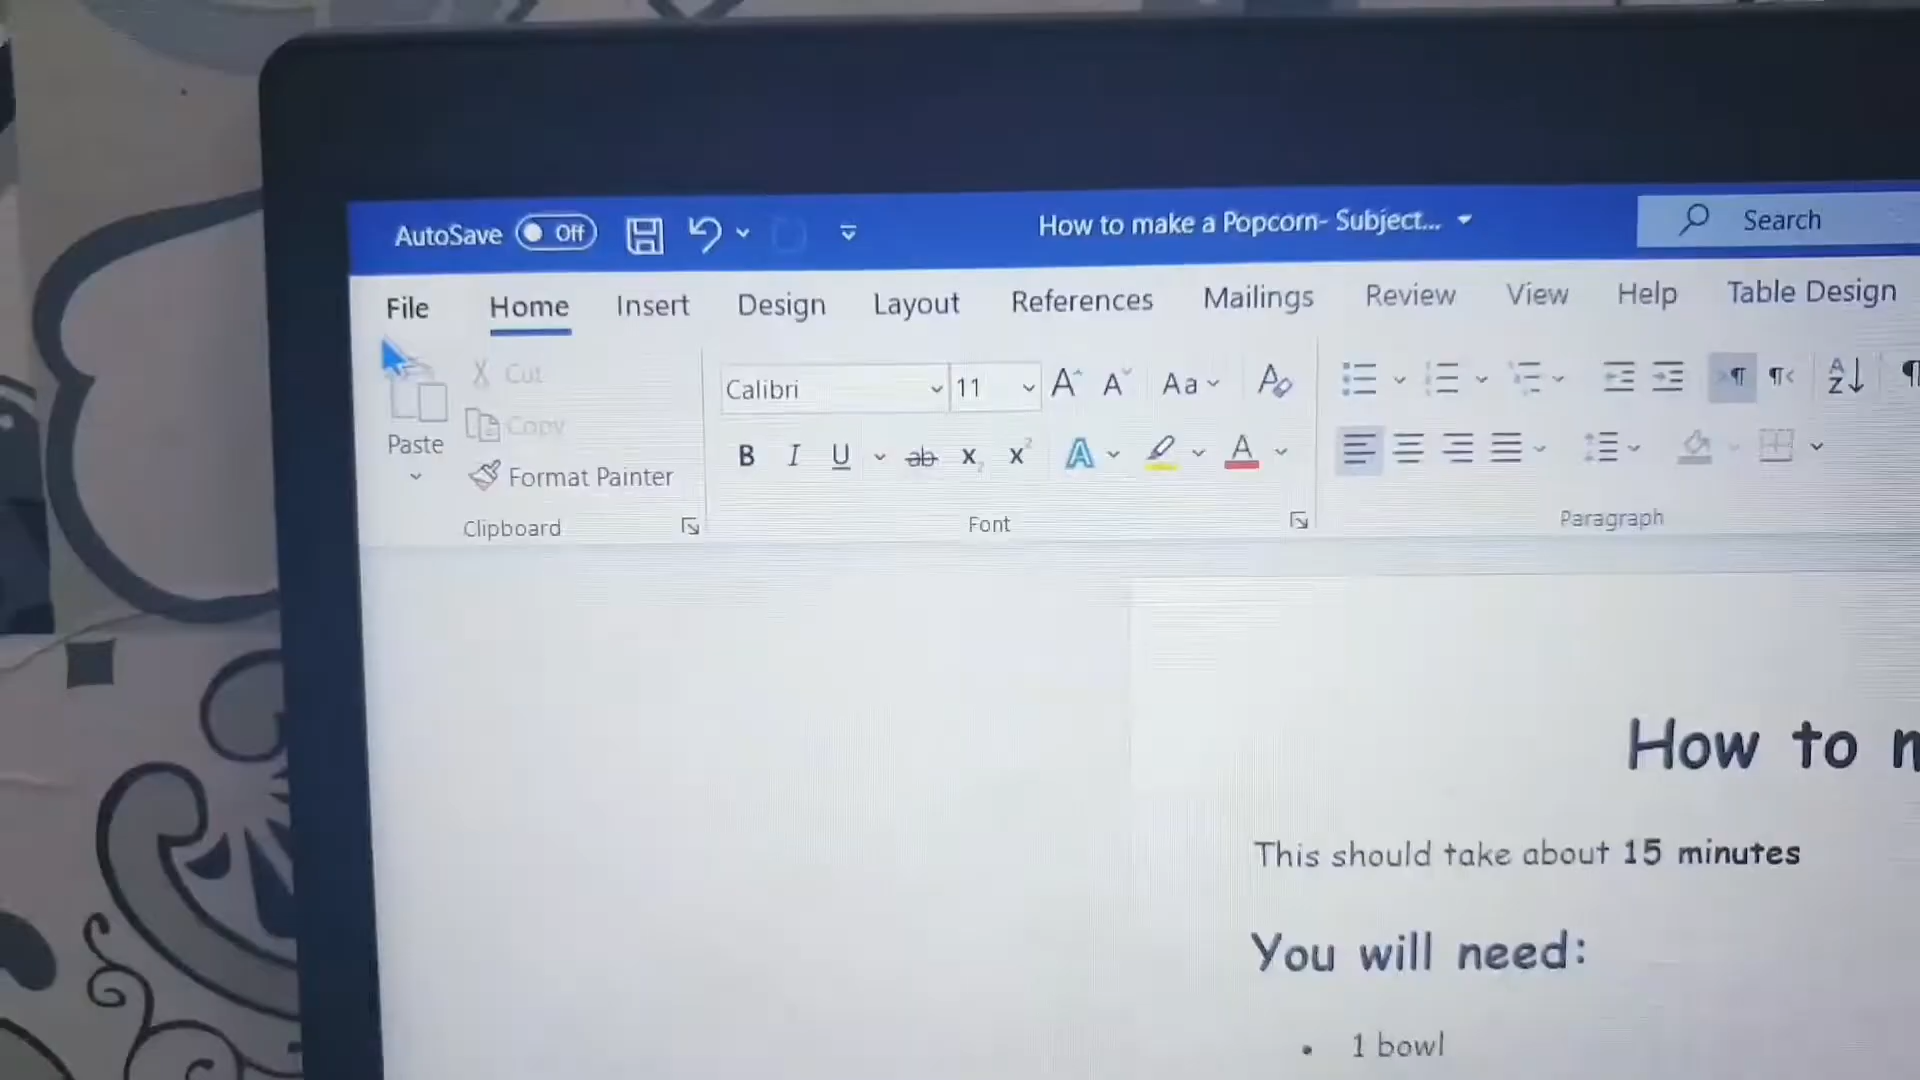 AutoSave Off How to make a Popcorn- Subject... Search
File Home Insert Design Layout References Mailings Review View Help Table Design
Cut
Copy
Paste
Format Painter
Clipboard
Calibri 11
Font
Paragraph
How to
This should take about 15 minutes
You will need:
• 1 bowl